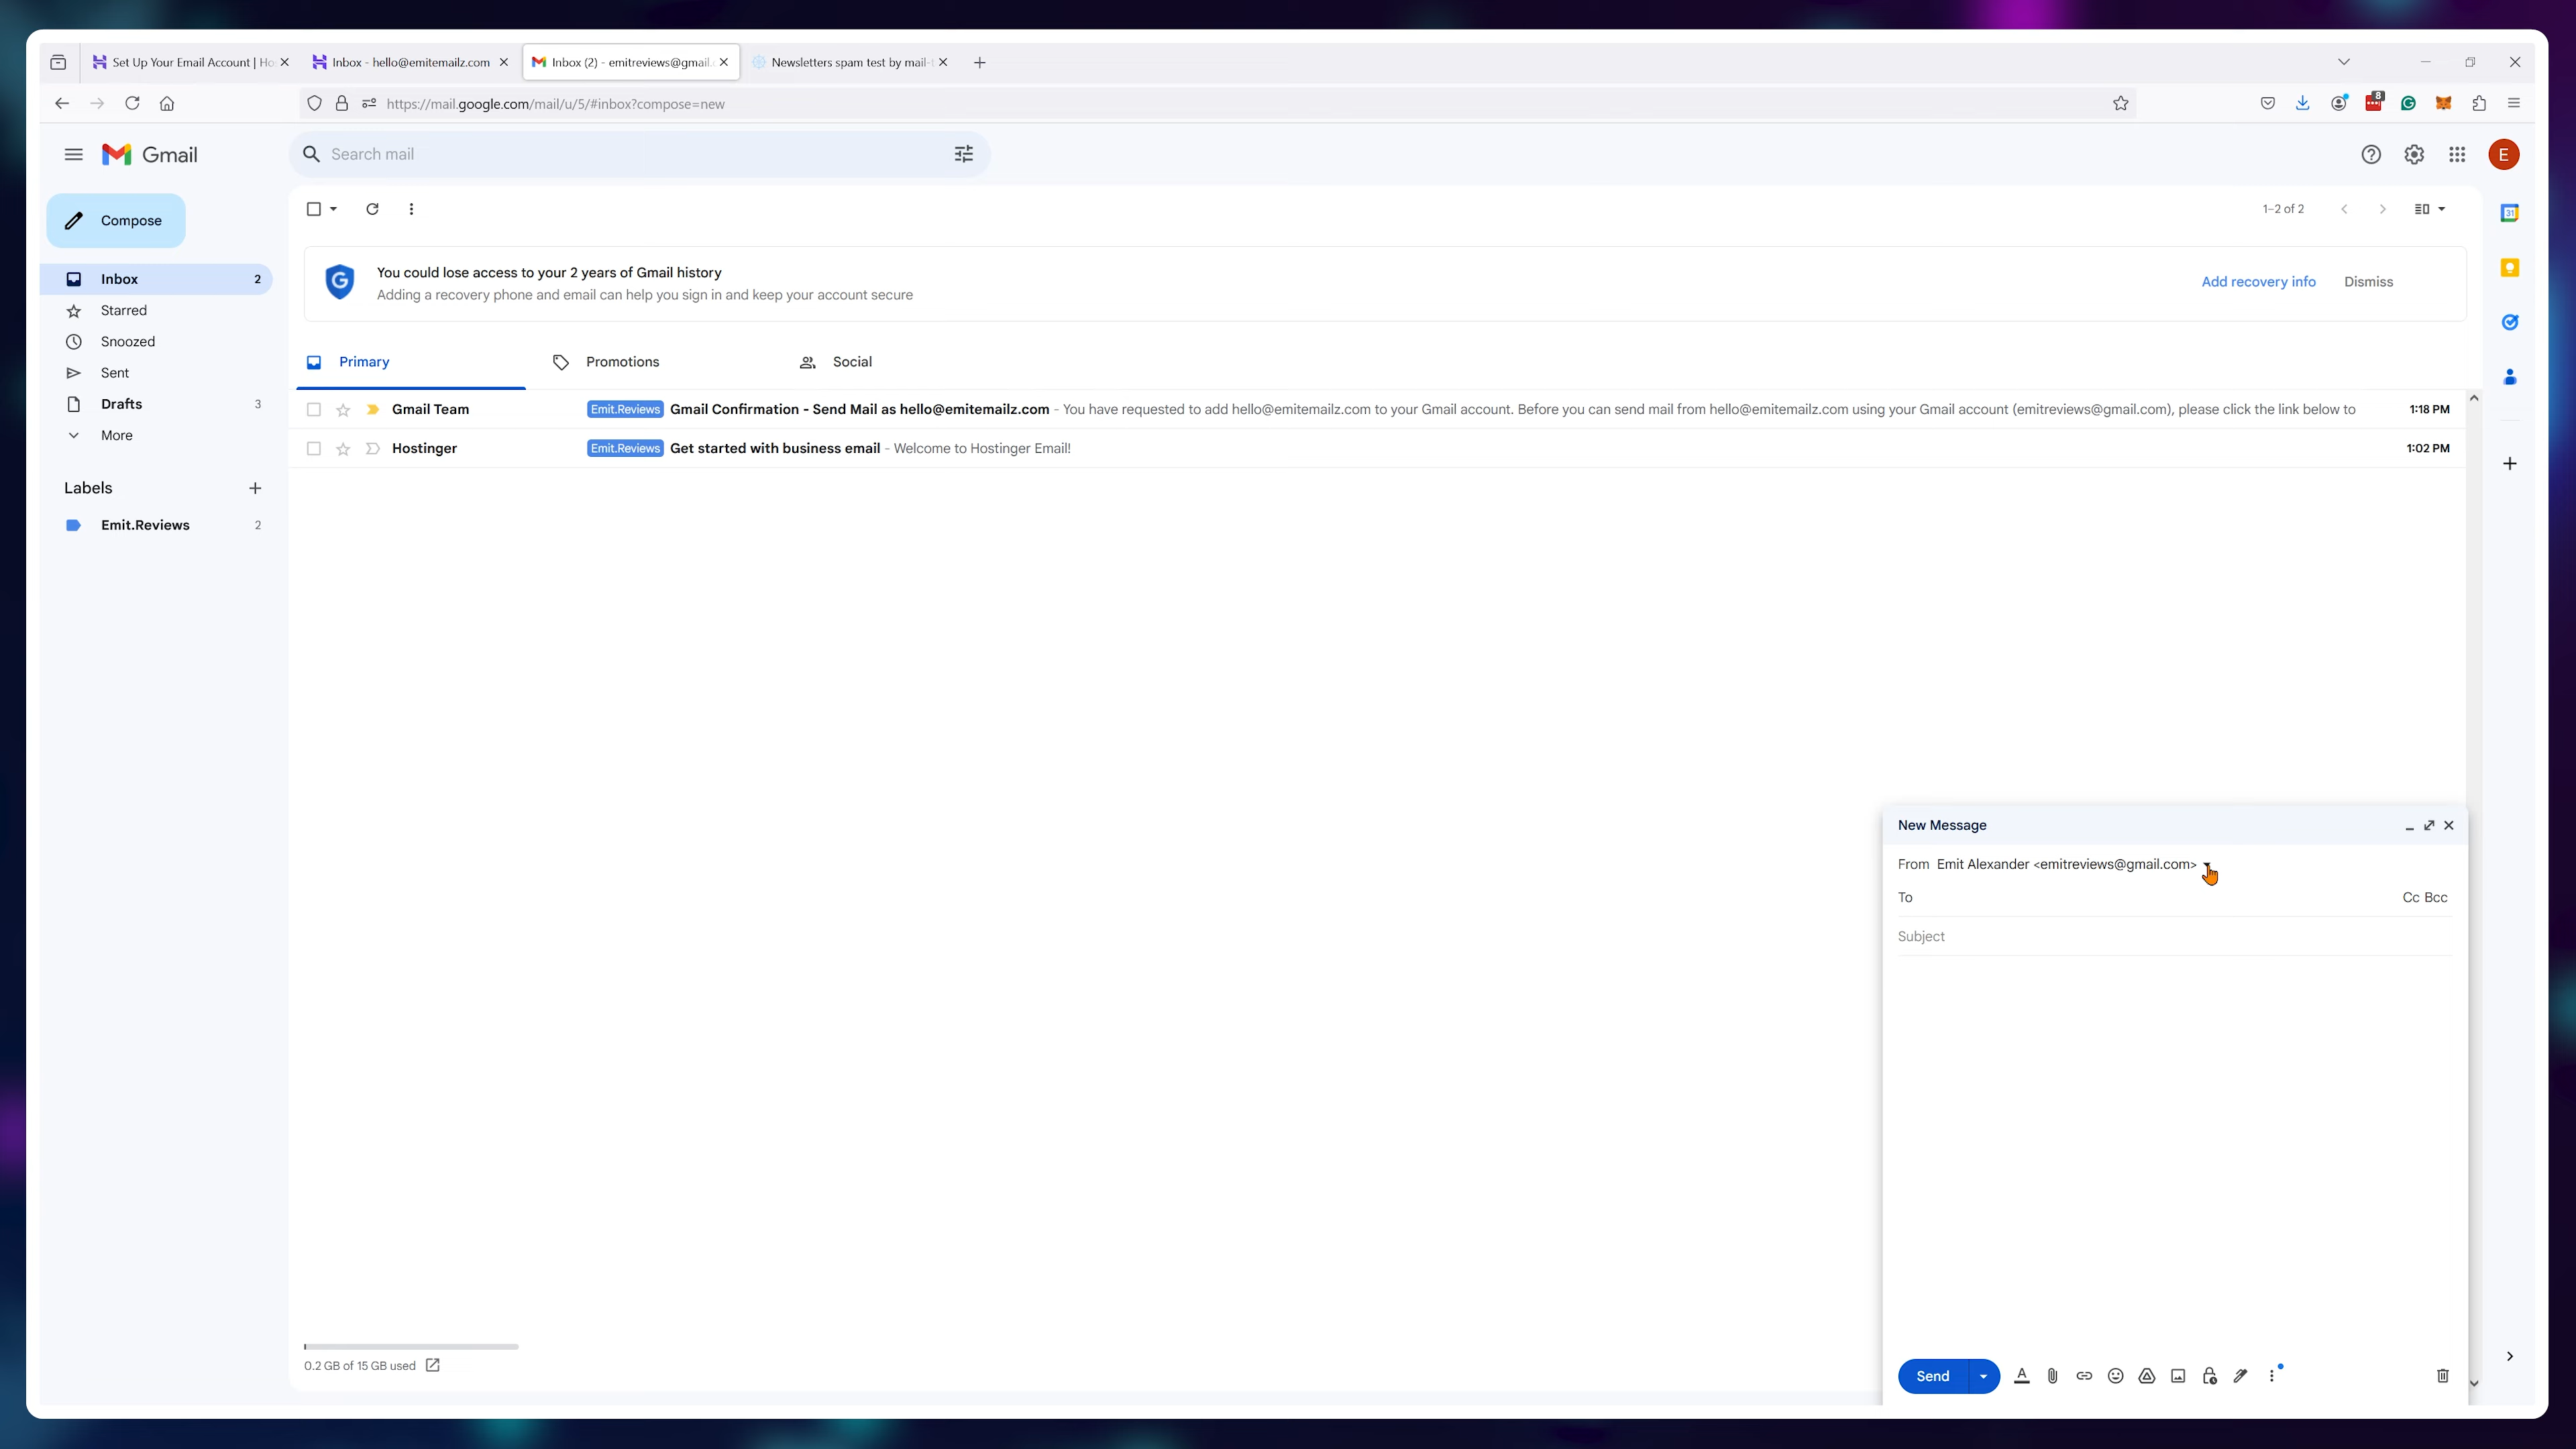 Set Up Your Email Account | Ho
Inbox - hello@emitemailz.com
Inbox (2) - emitreviews@gmail.
Newsletters spam test by mail-t
https://mail.google.com/mail/u/5/#inbox?compose=new
8
Gmail
Search mail
E
Compose
1–2 of 2
31
You could lose access to your 2 years of Gmail history
Adding a recovery phone and email can help you sign in and keep your account secure
Add recovery info
Dismiss
Inbox 2
Starred
Snoozed
Sent
Drafts 3
More
Labels
Emit.Reviews 2
Primary
Promotions
Social
Gmail Team Emit.Reviews Gmail Confirmation - Send Mail as hello@emitemailz.com - You have requested to add hello@emitemailz.com to your Gmail account. Before you can send mail from hello@emitemailz.com using your Gmail account (emitreviews@gmail.com), please click the link below to 1:18 PM
Hostinger Emit.Reviews Get started with business email - Welcome to Hostinger Email! 1:02 PM
New Message
From Emit Alexander <emitreviews@gmail.com>
To Cc Bcc
Subject
0.2 GB of 15 GB used
Send